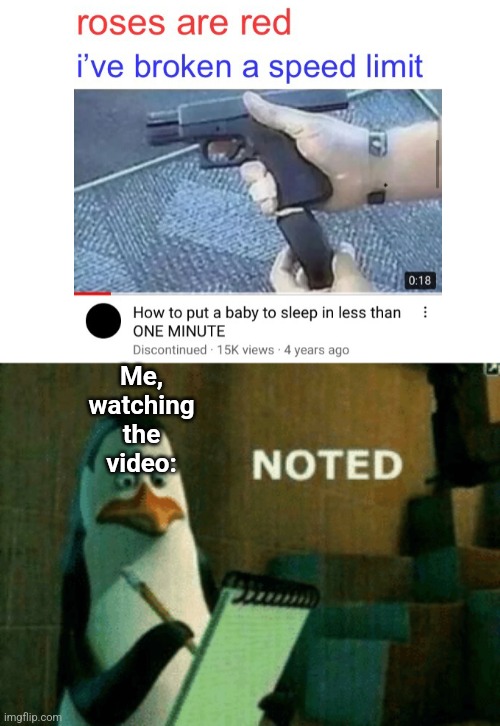 roses are red
i've broken a speed limit
0:18
How to put a baby to sleep in less than
ONE MINUTE
Discontinued · 15K views · 4 years ago
Me,
watching
the
video:
NOTED
imgflip.com